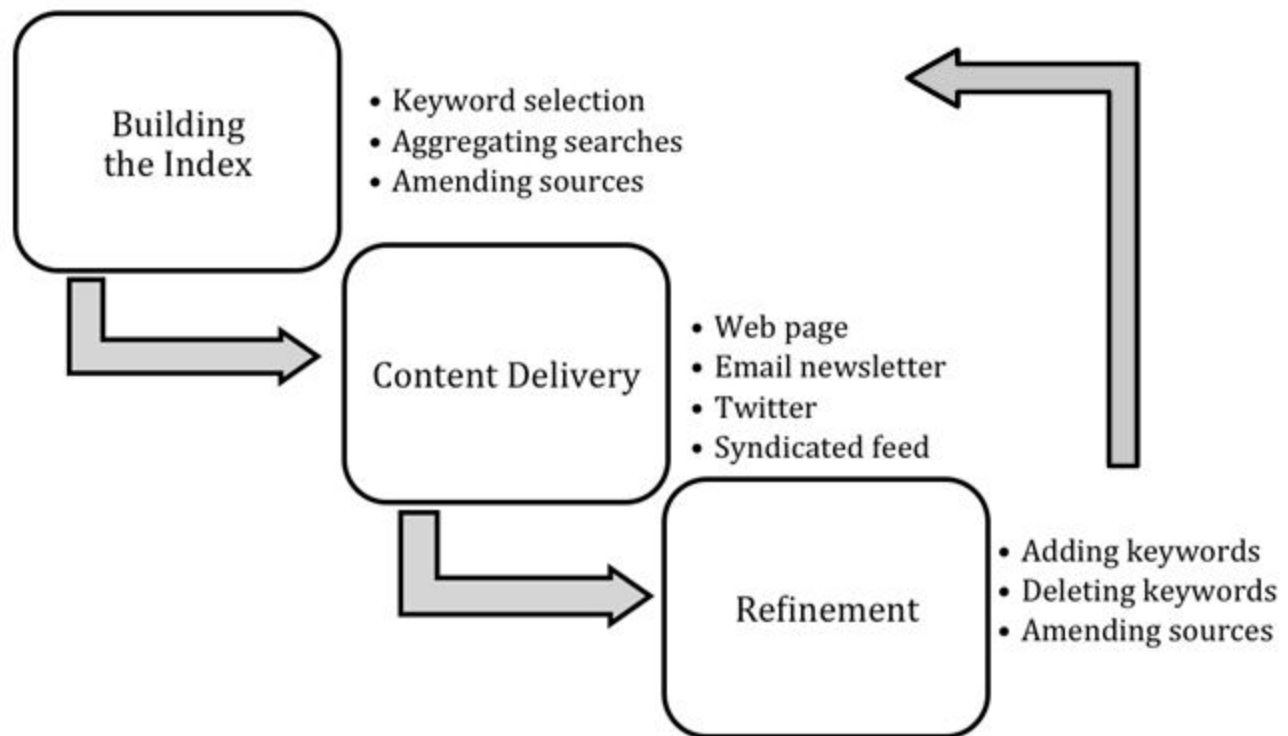 Building
the Index
• Keyword selection
• Aggregating searches
• Amending sources
Content Delivery
• Web page
• Email newsletter
• Twitter
• Syndicated feed
Refinement
• Adding keywords
• Deleting keywords
• Amending sources